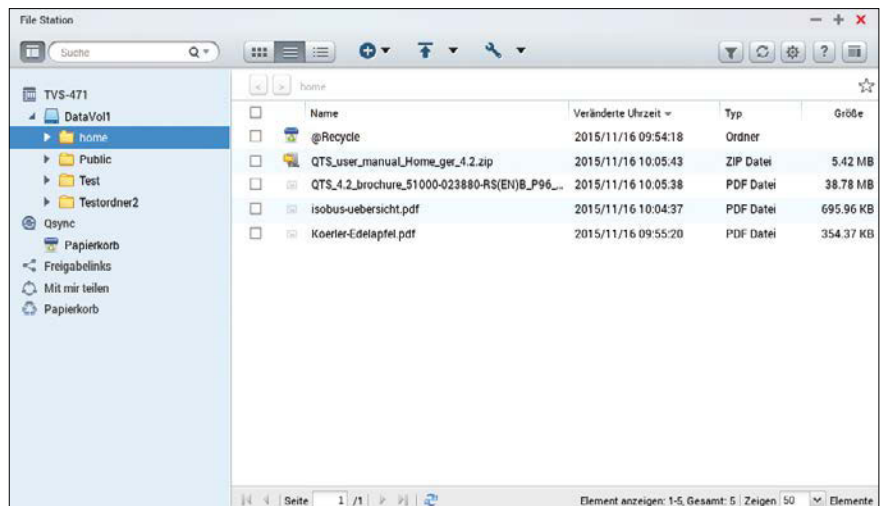 File Station
Suche
TVS-471
DataVol1
home
Public
Test
Testordner2
Qsync
Papierkorb
Freigabelinks
Mit mir teilen
Papierkorb
home
Name Veränderte Uhrzeit Typ Größe
@Recycle 2015/11/16 09:54:18 Ordner
QTS_user_manual_Home_ger_4.2.zip 2015/11/16 10:05:43 ZIP Datei 5.42 MB
QTS_4.2_brochure_51000-023880-RS(EN)B_P96_... 2015/11/16 10:05:38 PDF Datei 38.78 MB
isobus-uebersicht.pdf 2015/11/16 10:04:37 PDF Datei 695.96 KB
Koerler-Edelapfel.pdf 2015/11/16 09:55:20 PDF Datei 354.37 KB
Seite 1 /1 Element anzeigen: 1-5, Gesamt: 5 Zeigen 50 Elemente